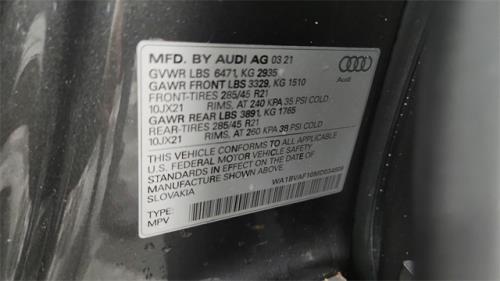 MFD. BY AUDI AG 03 21
GVWR LBS 6471, KG 2935
GAWR FRONT LBS 3329, KG 1510
FRONT-TIRES 285/45 R21
10JX21 RIMS, AT 240 KPA 35 PSI COLD
GAWR REAR LBS 3891, KG 1765
REAR-TIRES 285/45 R21
10JX21 RIMS, AT 260 KPA 38 PSI COLD
THIS VEHICLE CONFORMS TO ALL APPLICABLE
U.S. FEDERAL MOTOR VEHICLE SAFETY
STANDARDS IN EFFECT ON THE DATE OF
MANUFACTURE SHOWN ABOVE.
SLOVAKIA
TYPE:
MPV
Audi